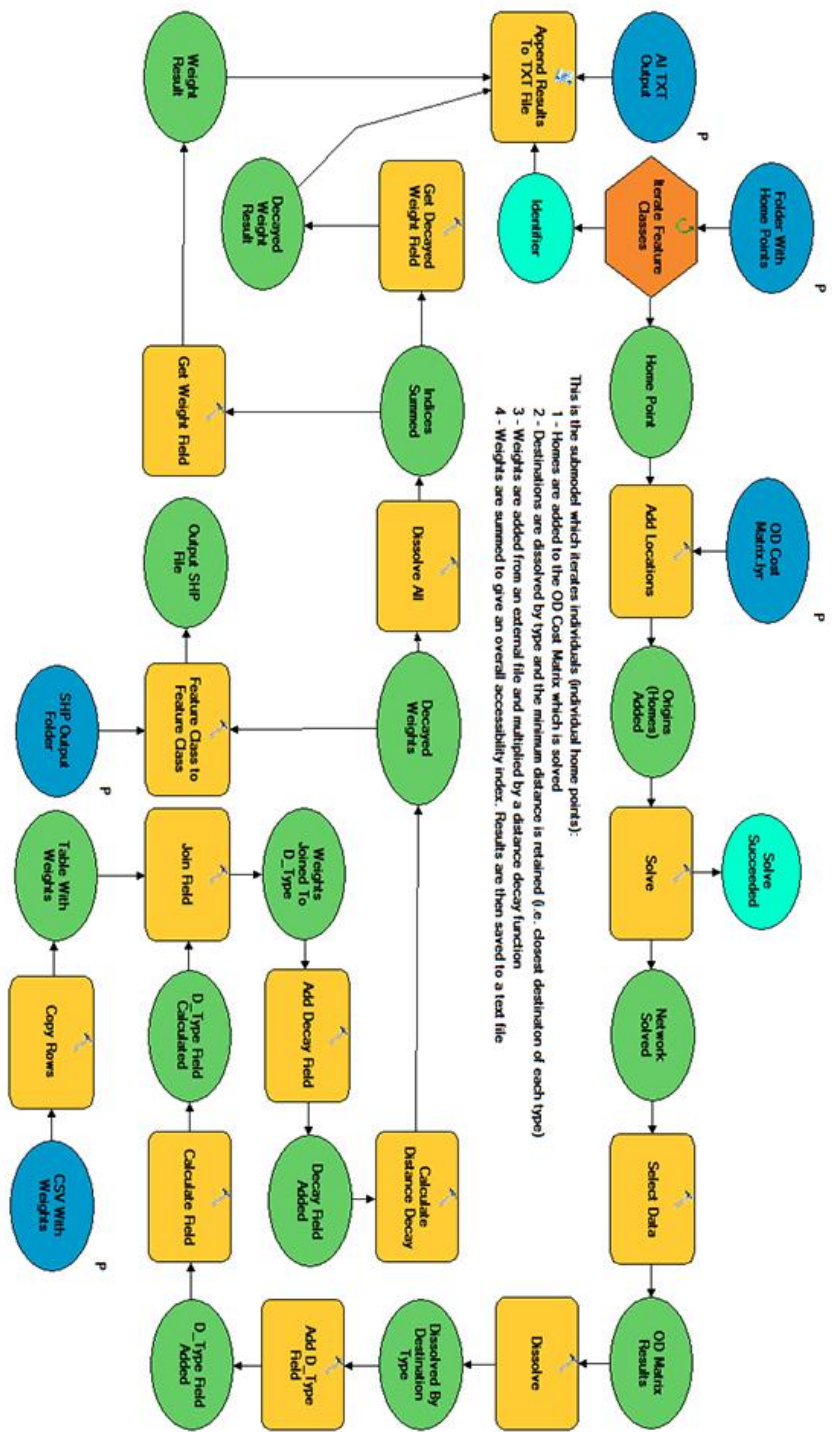 P
P
Folder With
Home Points
OD Cost
Matrix.lyr
Solve
Succeeded
P
AI TXT
Output
Iterate Feature
Classes
Home Point
Add Locations
Origins
(Homes)
Added
Solve
Network
Solved
Select Data
OD Matrix
Results
This is the submodel which iterates individuals (individual home points):
1 - Homes are added to the OD Cost Matrix which is solved
2 - Destinations are dissolved by type and the minimum distance is retained (i.e. closest destinaton of each type)
3 - Weights are added from an external file and multiplied by a distance decay function
4 - Weights are summed to give an overall accessibility index. Results are then saved to a text file
Append Results
To TXT File
Identifier
Dissolve
Get Decayed
Weight Field
Indices
Summed
Dissolve All
Decayed
Weights
Calculate
Distance Decay
Dissolved By
Destination
Type
Decayed
Weight
Result
Weights
Joined To
D_Type
Add Decay Field
Decay Field
Added
Add D_Type
Field
Weight
Result
Get Weight Field
Output SHP
File
Feature Class to
Feature Class
Join Field
D_Type Field
Calculated
Calculate Field
D_Type Field
Added
P
P
SHP Output
Folder
Table With
Weights
Copy Rows
CSV With
Weights